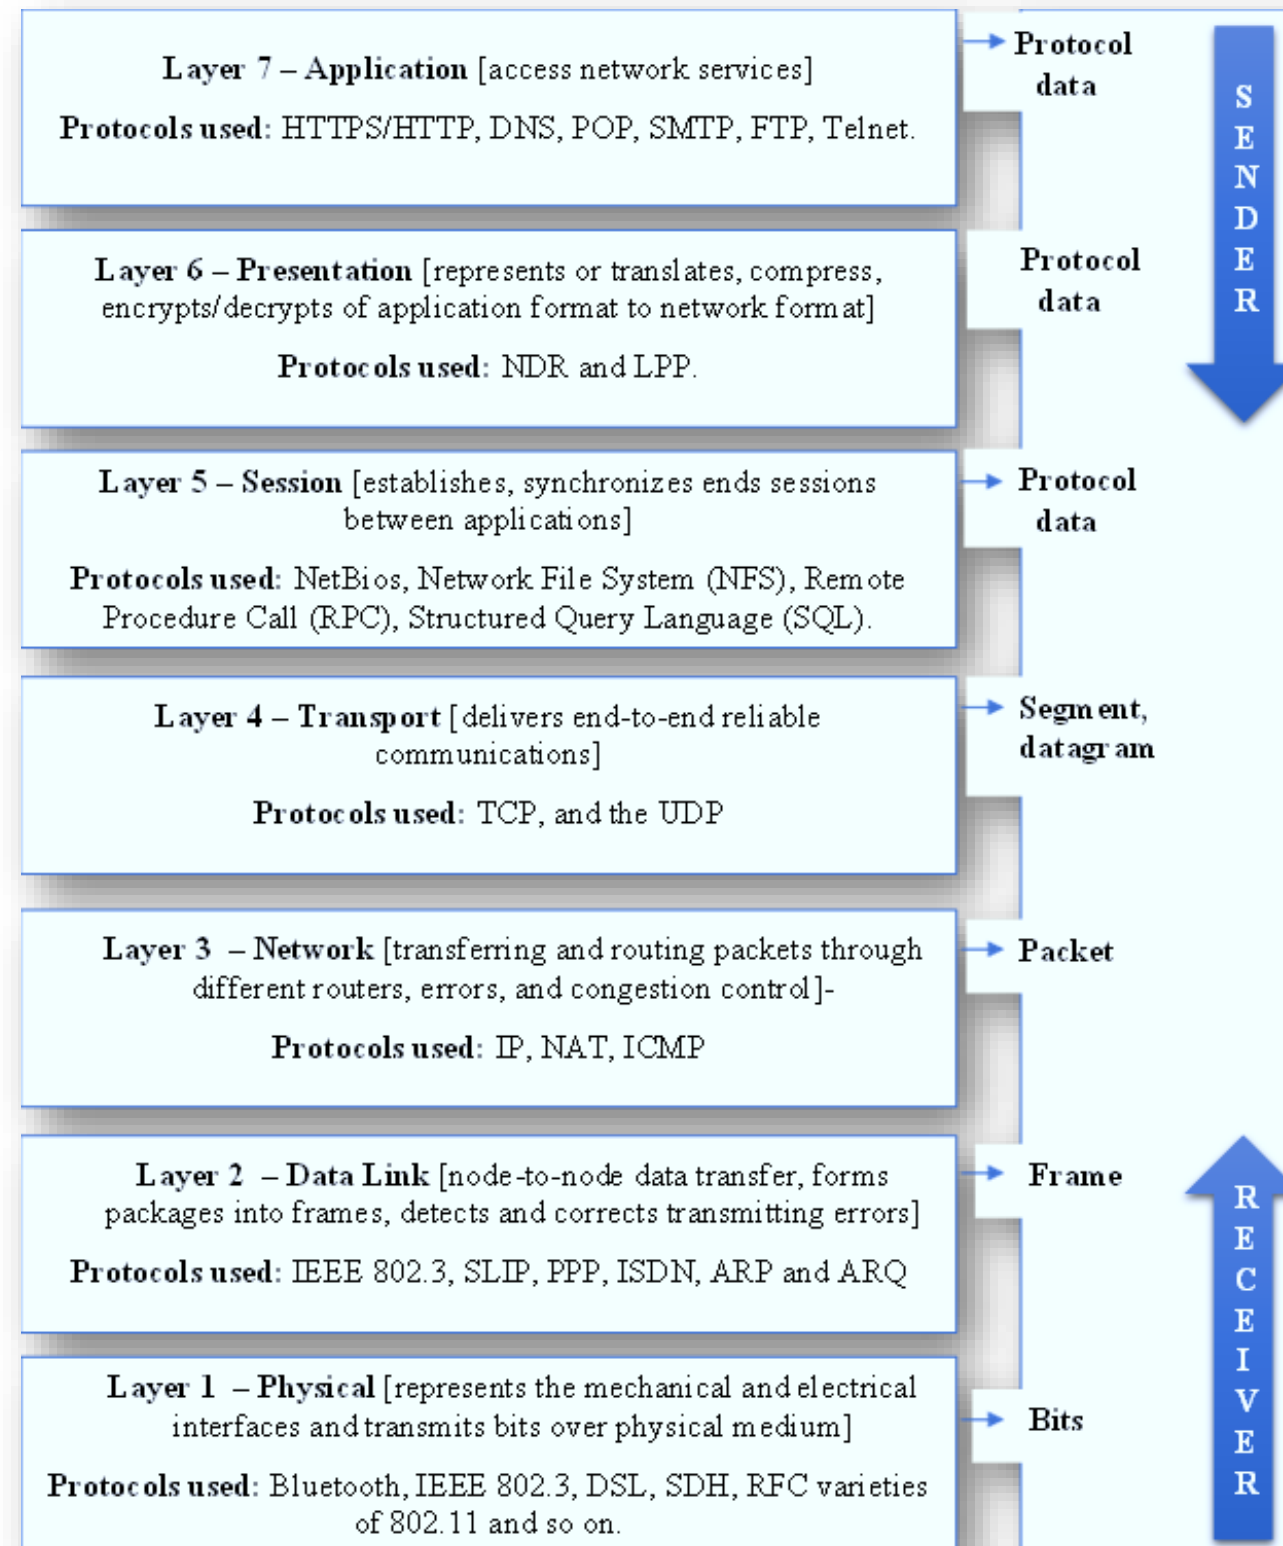 Layer 7 – Application [access network services]
Protocols used: HTTPS/HTTP, DNS, POP, SMTP, FTP, Telnet.
Protocol
data
Layer 6 – Presentation [represents or translates, compress,
encrypts/decrypts of application format to network format]
Protocols used: NDR and LPP.
Protocol
data
SENDER
Layer 5 – Session [establishes, synchronizes ends sessions
between applications]
Protocols used: NetBios, Network File System (NFS), Remote
Procedure Call (RPC), Structured Query Language (SQL).
Protocol
data
Layer 4 – Transport [delivers end-to-end reliable
communications]
Protocols used: TCP, and the UDP
Segment,
datagram
Layer 3 – Network [transferring and routing packets through
different routers, errors, and congestion control]-
Protocols used: IP, NAT, ICMP
Packet
Layer 2 – Data Link [node-to-node data transfer, forms
packages into frames, detects and corrects transmitting errors]
Protocols used: IEEE 802.3, SLIP, PPP, ISDN, ARP and ARQ
Frame
Layer 1 – Physical [represents the mechanical and electrical
interfaces and transmits bits over physical medium]
Protocols used: Bluetooth, IEEE 802.3, DSL, SDH, RFC varieties
of 802.11 and so on.
Bits
RECEIVER